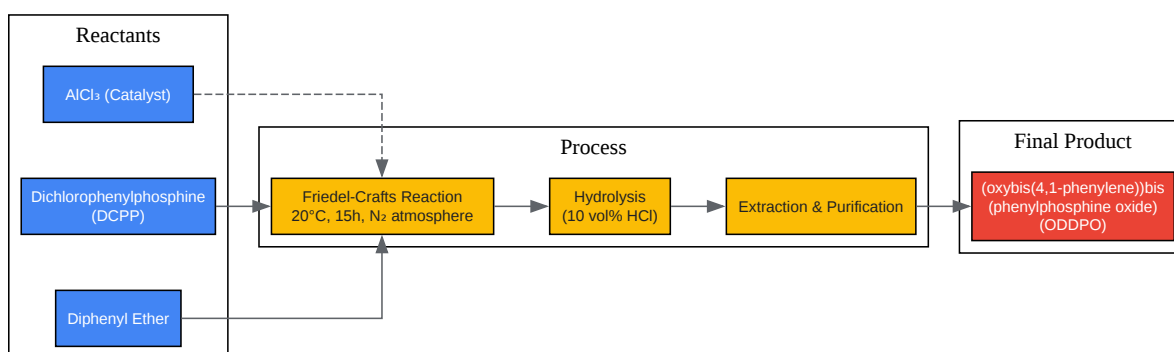 Reactants
AlCl₃ (Catalyst)
Dichlorophenylphosphine
(DCPP)
Diphenyl Ether
Process
Friedel-Crafts Reaction
20°C, 15h, N₂ atmosphere
Hydrolysis
(10 vol% HCl)
Extraction & Purification
Final Product
(oxybis(4,1-phenylene))bis
(phenylphosphine oxide)
(ODDPO)